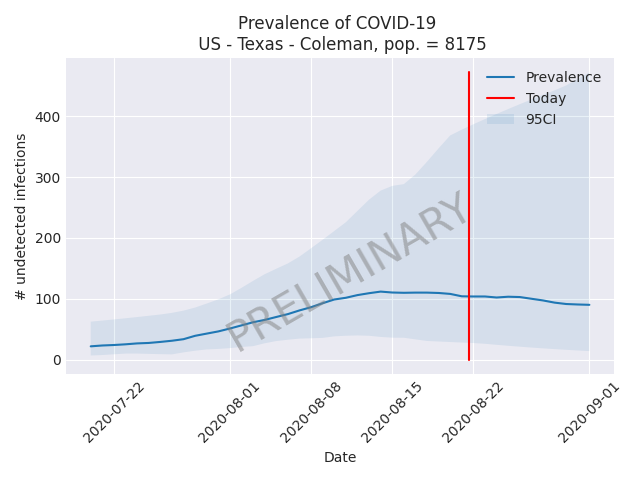 Prevalence of COVID-19
US - Texas - Coleman, pop. = 8175
Prevalence
Today
95CI
# undetected infections
400
300
200
100
0
PRELIMINARY
2020-07-22
2020-08-01
2020-08-08
2020-08-15
2020-08-22
2020-09-01
Date